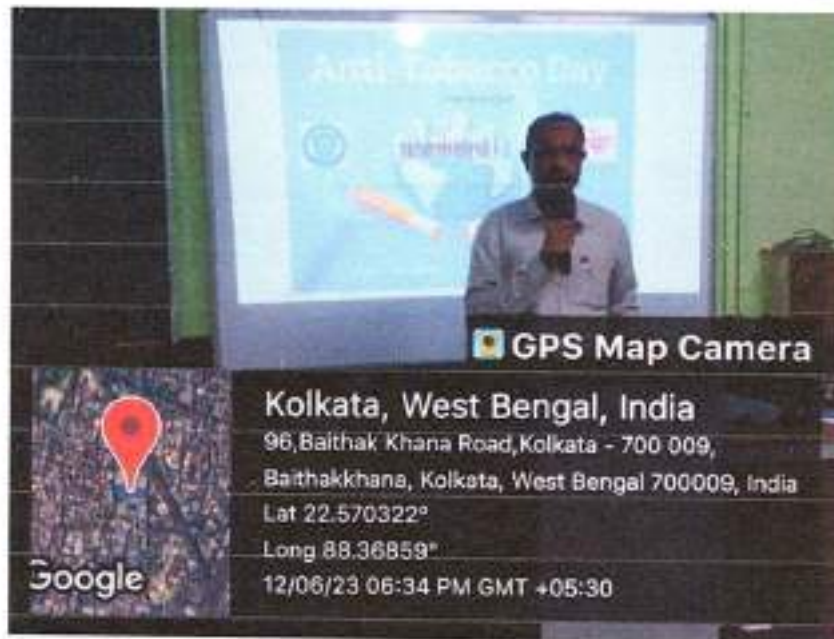 Anti-Tobacco Day
GPS Map Camera
Kolkata, West Bengal, India
96,Baithak Khana Road,Kolkata - 700 009,
Baithakkhana, Kolkata, West Bengal 700009, India
Lat 22.570322°
Long 88.36859°
12/06/23 06:34 PM GMT +05:30
Google